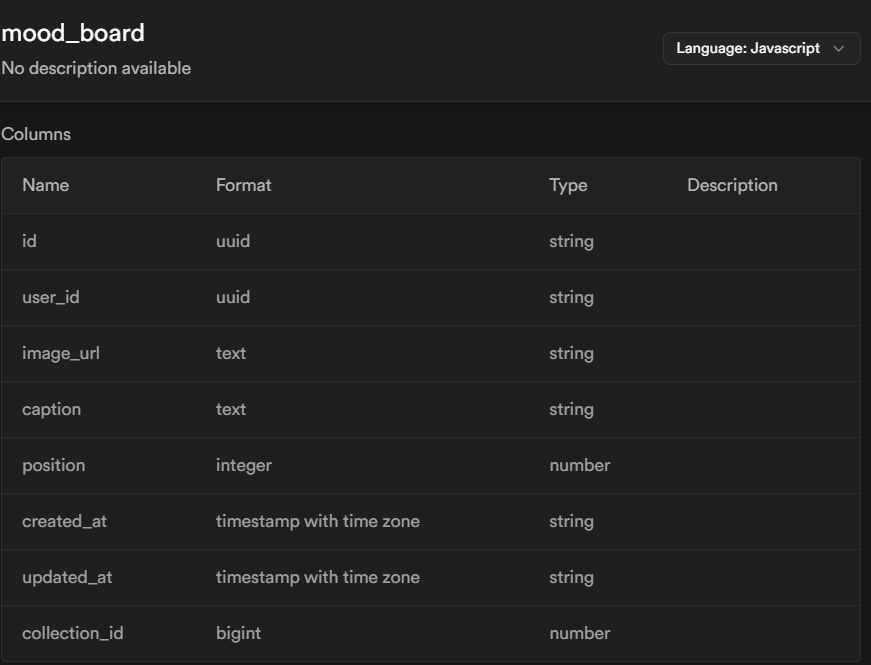 mood_board
No description available
Language: Javascript
Columns
Name Format Type Description
id uuid string
user_id uuid string
image_url text string
caption text string
position integer number
created_at timestamp with time zone string
updated_at timestamp with time zone string
collection_id bigint number